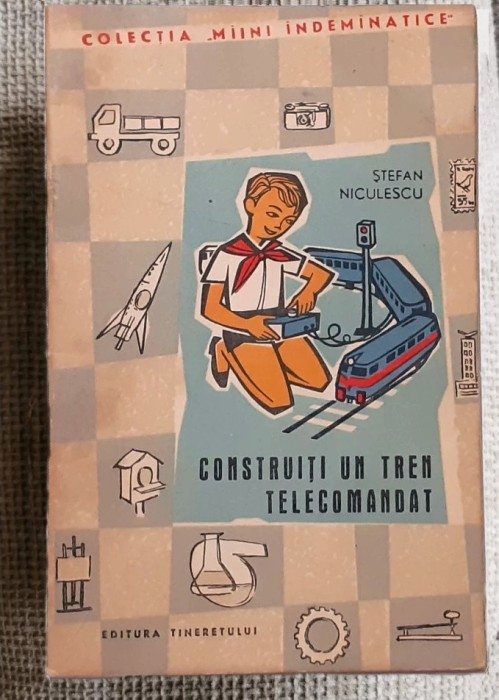 COLECȚIA „MÎINI ÎNDEMÎNATICE"
ȘTEFAN
NICULESCU
CONSTRUIȚI UN TREN
TELECOMANDAT
EDITURA TINERETULUI